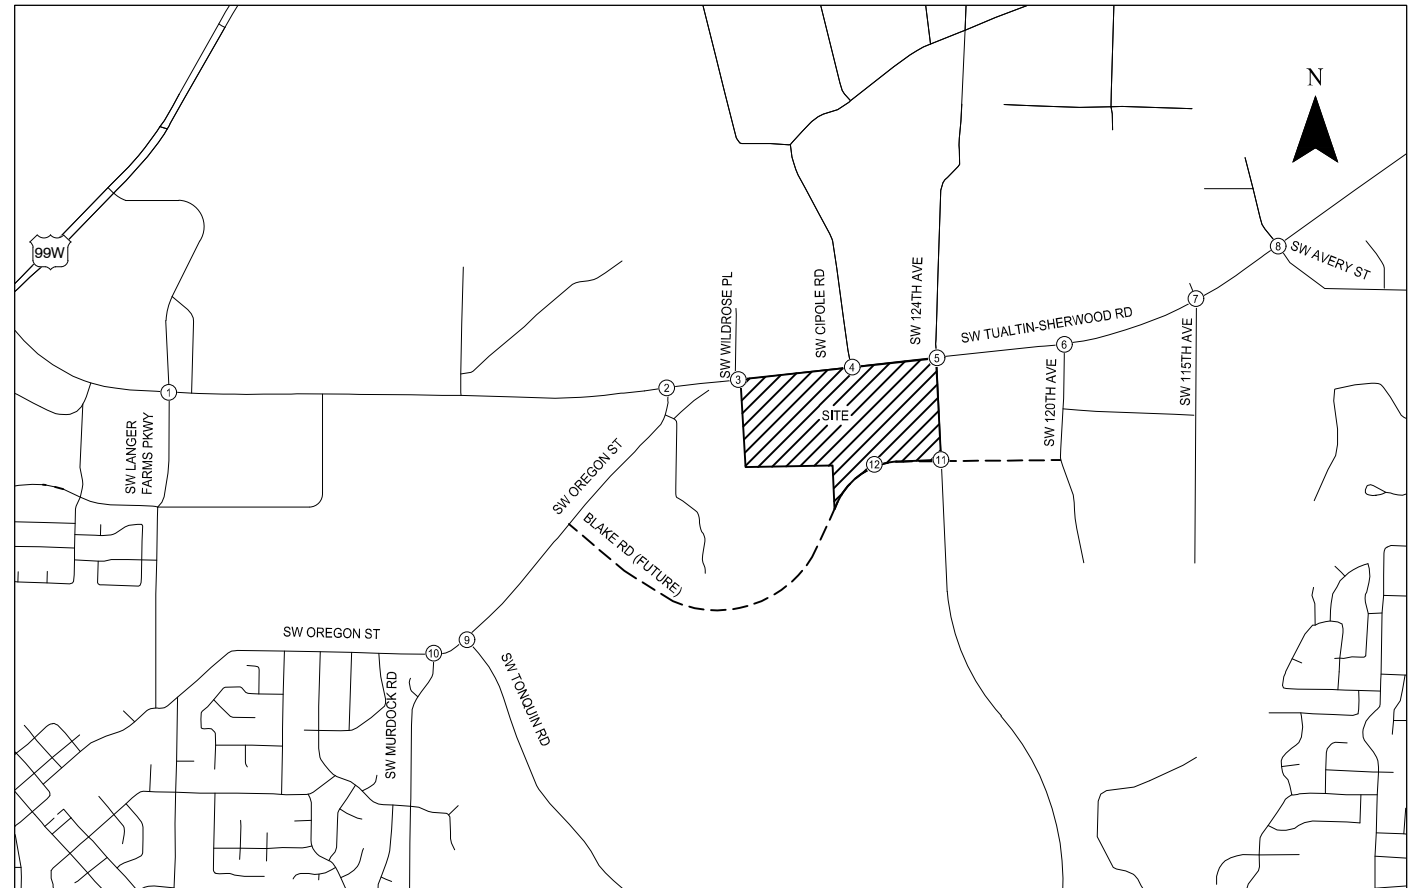 N
99W
8
SW AVERY ST
7
SW WILDROSE PL
SW CIPOLE RD
SW 124TH AVE
SW TUALTIN-SHERWOOD RD
6
5
4
3
2
1
SW 115TH AVE
SW 120TH AVE
SITE
SW LANGER
FARMS PKWY
SW OREGON ST
12
11
BLAKE RD (FUTURE)
SW OREGON ST
9
10
SW TONQUIN RD
SW MURDOCK RD